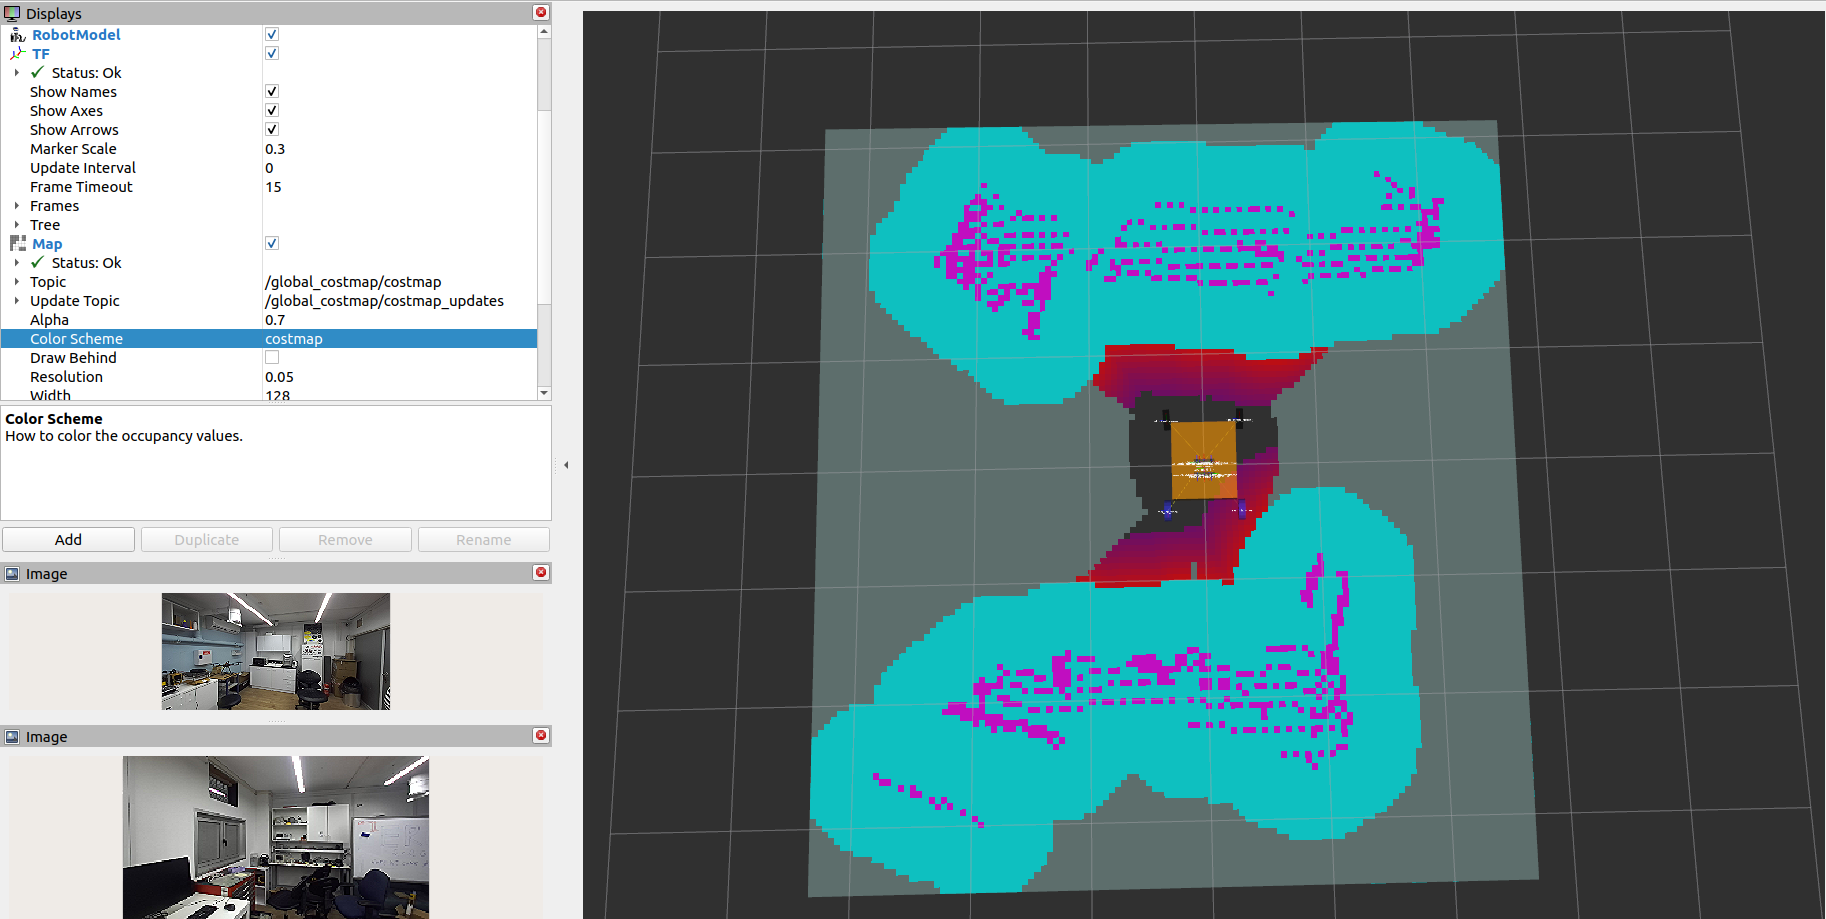 Displays
RobotModel
TF
Status: Ok
Show Names
Show Axes
Show Arrows
Marker Scale 0.3
Update Interval 0
Frame Timeout 15
Frames
Tree
Map
Status: Ok
Topic /global_costmap/costmap
Update Topic /global_costmap/costmap_updates
Alpha 0.7
Color Scheme costmap
Draw Behind
Resolution 0.05
Width 128
Color Scheme
How to color the occupancy values.
Add Duplicate Remove Rename
Image
Image